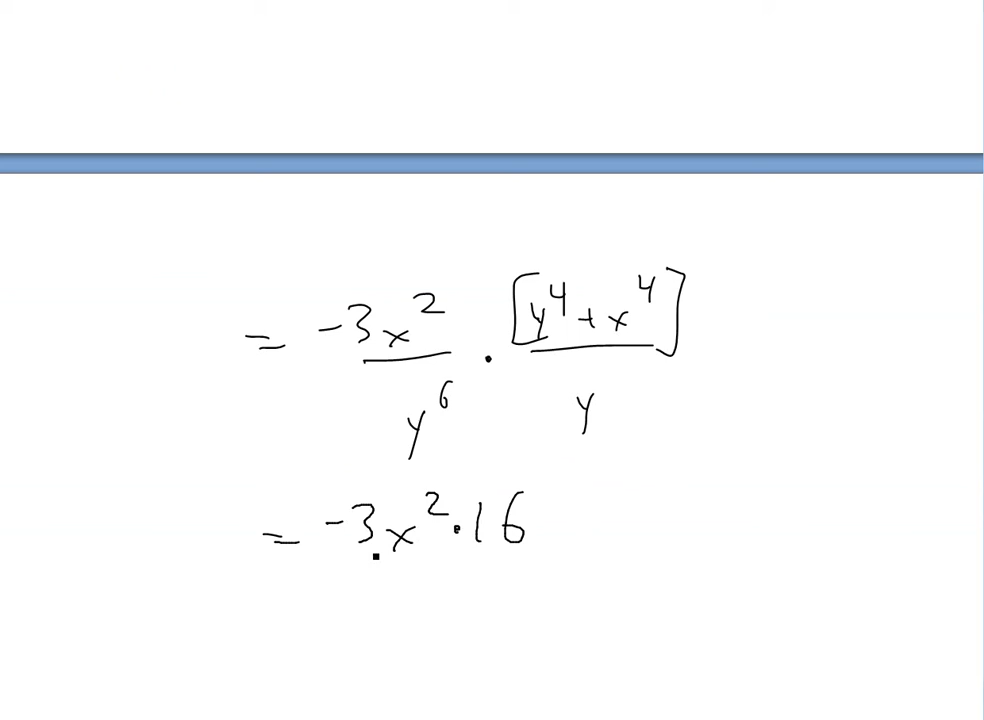 = -3x^2/y^6 · [y^4 + x^4]/y
= -3x^2 · 16